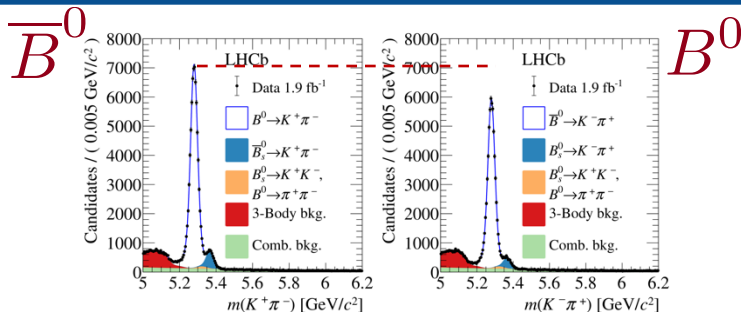 B̅⁰
B⁰
Candidates / ( 0.005 GeV/c² )
8000
7000
6000
5000
4000
3000
2000
1000
0
LHCb
Data 1.9 fb⁻¹
B⁰→K⁺π⁻
B̅⁰ₛ→K⁺π⁻
B⁰ₛ→K⁺K⁻,
B⁰→π⁺π⁻
3-Body bkg.
Comb. bkg.
5 5.2 5.4 5.6 5.8 6 6.2
m(K⁺π⁻) [GeV/c²]
Candidates / ( 0.005 GeV/c² )
8000
7000
6000
5000
4000
3000
2000
1000
0
LHCb
Data 1.9 fb⁻¹
B̅⁰→K⁻π⁺
B⁰ₛ→K⁻π⁺
B⁰ₛ→K⁺K⁻,
B⁰→π⁺π⁻
3-Body bkg.
Comb. bkg.
5 5.2 5.4 5.6 5.8 6 6.2
m(K⁻π⁺) [GeV/c²]